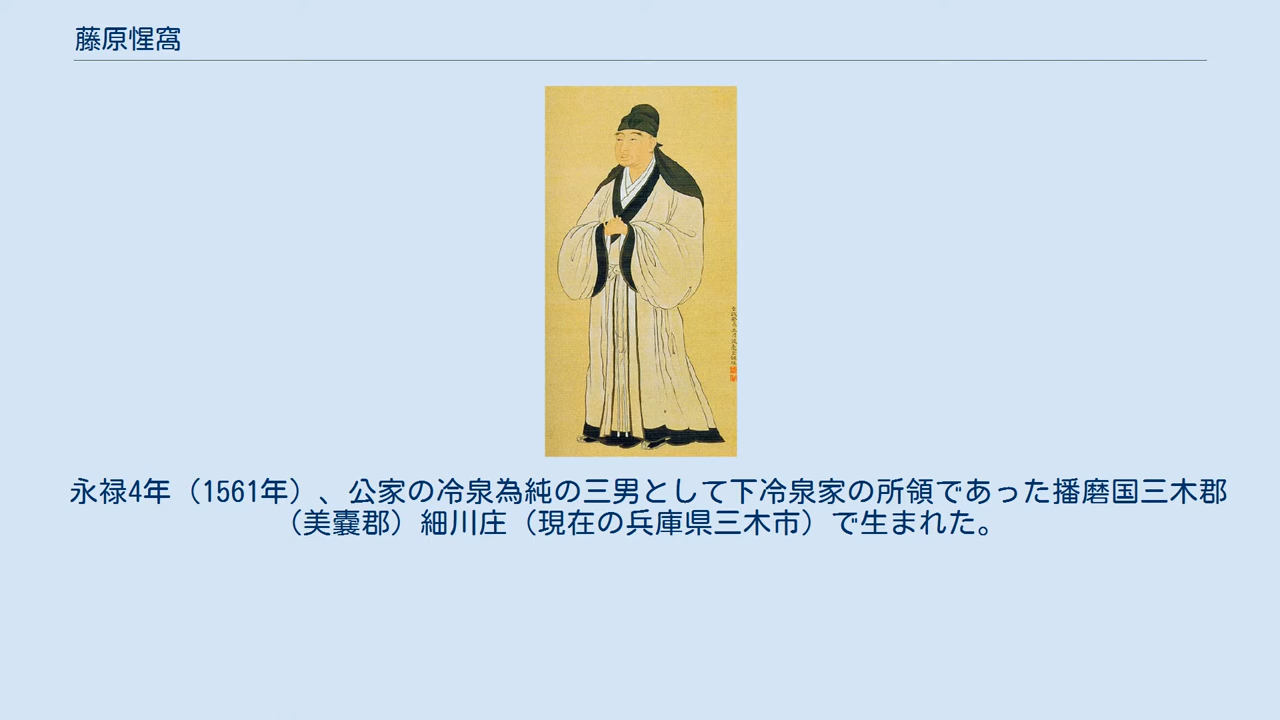 藤原惺窩
永禄4年（1561年）、公家の冷泉為純の三男として下冷泉家の所領であった播磨国三木郡
（美嚢郡）細川庄（現在の兵庫県三木市）で生まれた。